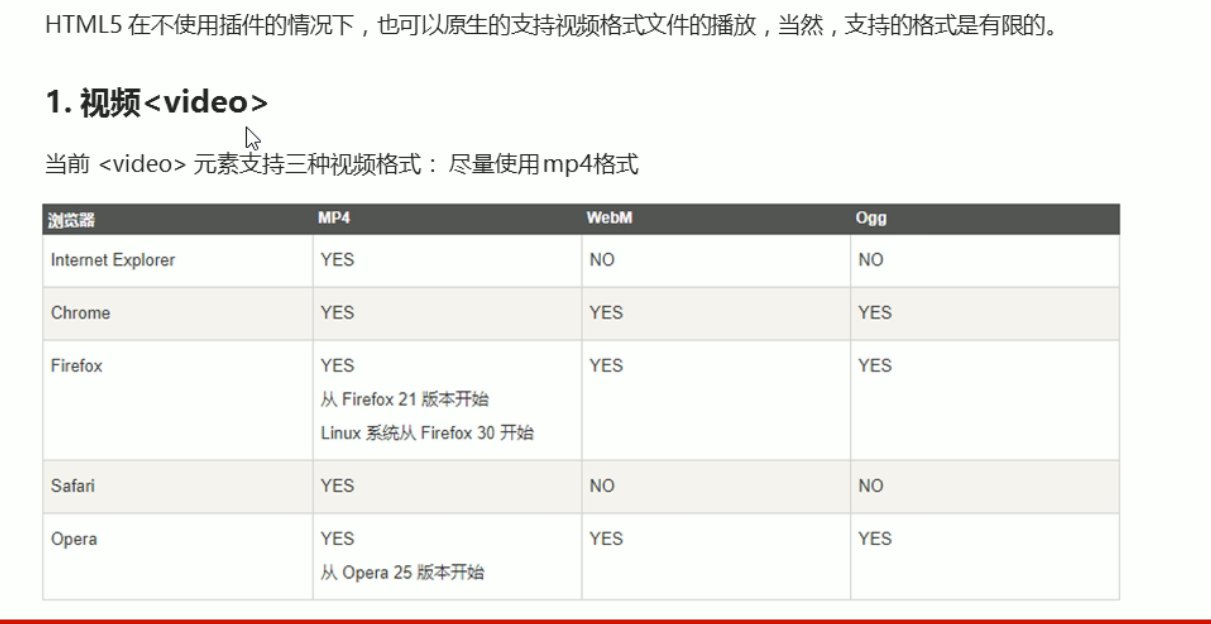 HTML5 在不使用插件的情况下，也可以原生的支持视频格式文件的播放，当然，支持的格式是有限的。
1. 视频<video>
当前 <video> 元素支持三种视频格式： 尽量使用mp4格式
浏览器 MP4 WebM Ogg
Internet Explorer YES NO NO
Chrome YES YES YES
Firefox YES YES YES
从 Firefox 21 版本开始
Linux 系统从 Firefox 30 开始
Safari YES NO NO
Opera YES YES YES
从 Opera 25 版本开始